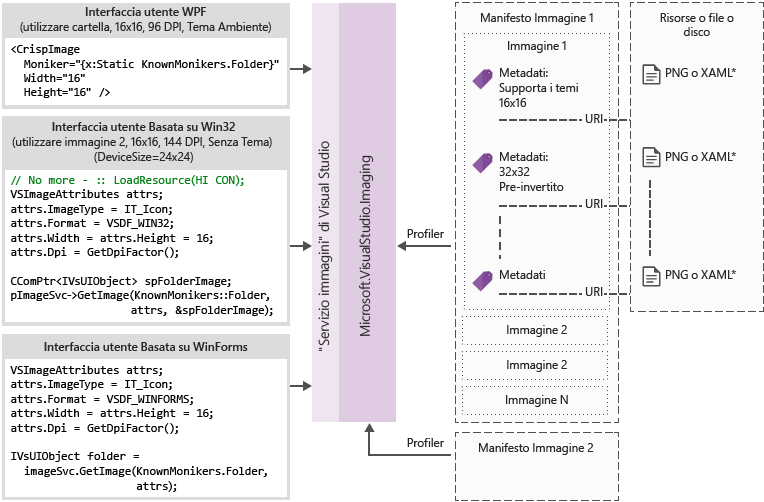 Interfaccia utente WPF
(utilizzare cartella, 16x16, 96 DPI, Tema Ambiente)
<CrispImage
Moniker="{x:Static KnownMonikers.Folder}"
Width="16"
Height="16" />
Interfaccia utente Basata su Win32
(utilizzare immagine 2, 16x16, 144 DPI, Senza Tema)
(DeviceSize=24x24)
// No more - :: LoadResource(HI CON);
VSImageAttributes attrs;
attrs.ImageType = IT_Icon;
attrs.Format = VSDF_WIN32;
attrs.Width = attrs.Height = 16;
attrs.Dpi = GetDpiFactor();
CComPtr<IVsUIObject> spFolderImage;
pImageSvc->GetImage(KnownMonikers::Folder,
attrs, &spFolderImage);
Interfaccia utente Basata su WinForms
VSImageAttributes attrs;
attrs.ImageType = IT_Icon;
attrs.Format = VSDF_WINFORMS;
attrs.Width = attrs.Height = 16;
attrs.Dpi = GetDpiFactor();
IVsUIObject folder =
imageSvc.GetImage(KnownMonikers.Folder,
attrs);
"Servizio immagini" di Visual Studio
Microsoft.VisualStudio.Imaging
Profiler
Profiler
Manifesto Immagine 1
Immagine 1
Metadati:
Supporta i temi
16x16
URI
Metadati:
32x32
Pre-invertito
URI
Metadati
URI
Immagine 2
Immagine 2
Immagine N
Manifesto Immagine 2
Risorse o file o
disco
PNG o XAML*
PNG o XAML*
PNG o XAML*